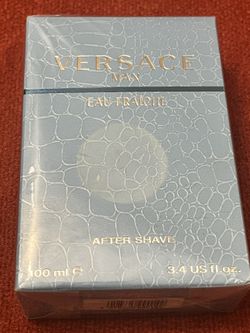 VERSACE
MAN
EAU FRAÎCHE
AFTER SHAVE
100 ml ℮ 3.4 US fl.oz.